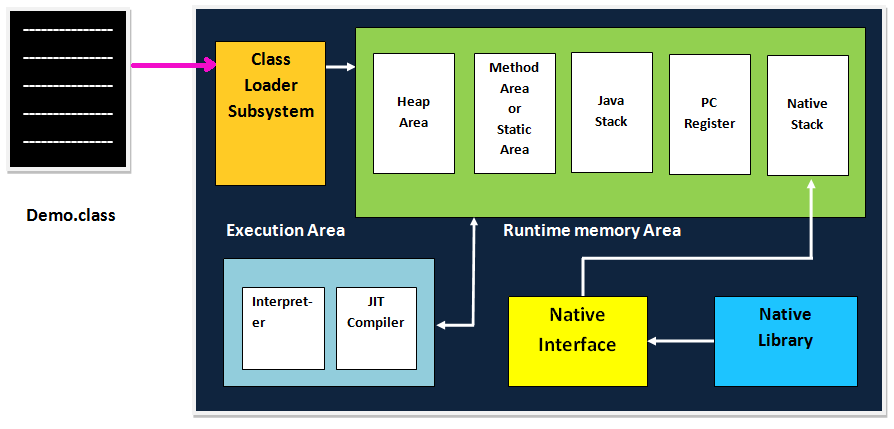 Demo.class
Class
Loader
Subsystem
Heap
Area
Method
Area
or
Static
Area
Java
Stack
PC
Register
Native
Stack
Execution Area
Runtime memory Area
Interpret-
er
JIT
Compiler
Native
Interface
Native
Library